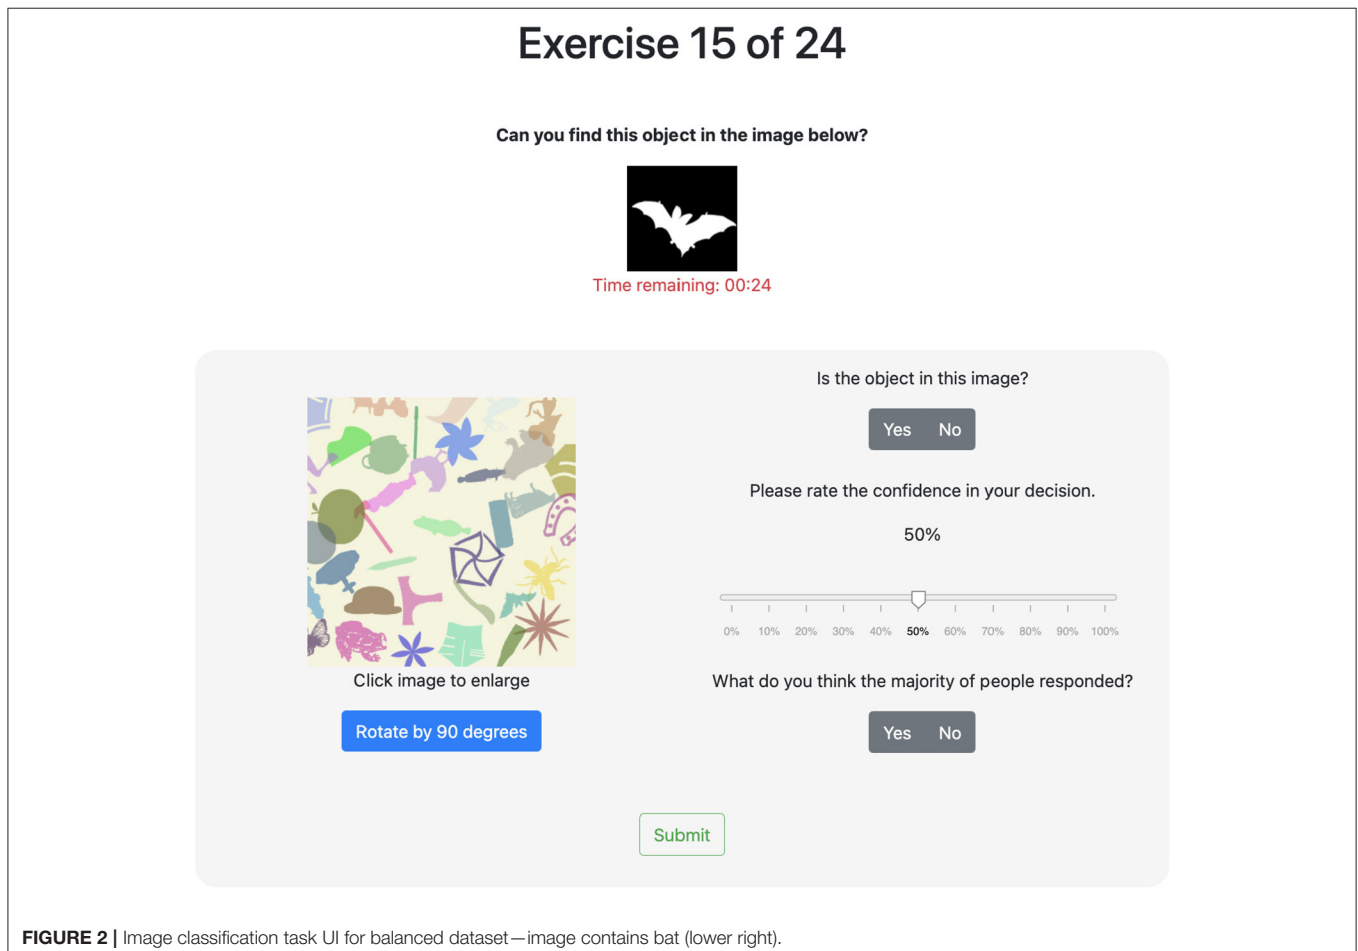 Exercise 15 of 24
Can you find this object in the image below?
Time remaining: 00:24
Is the object in this image?
Yes No
Please rate the confidence in your decision.
50%
0% 10% 20% 30% 40% 50% 60% 70% 80% 90% 100%
Click image to enlarge
What do you think the majority of people responded?
Rotate by 90 degrees
Yes No
Submit
FIGURE 2 | Image classification task UI for balanced dataset—image contains bat (lower right).